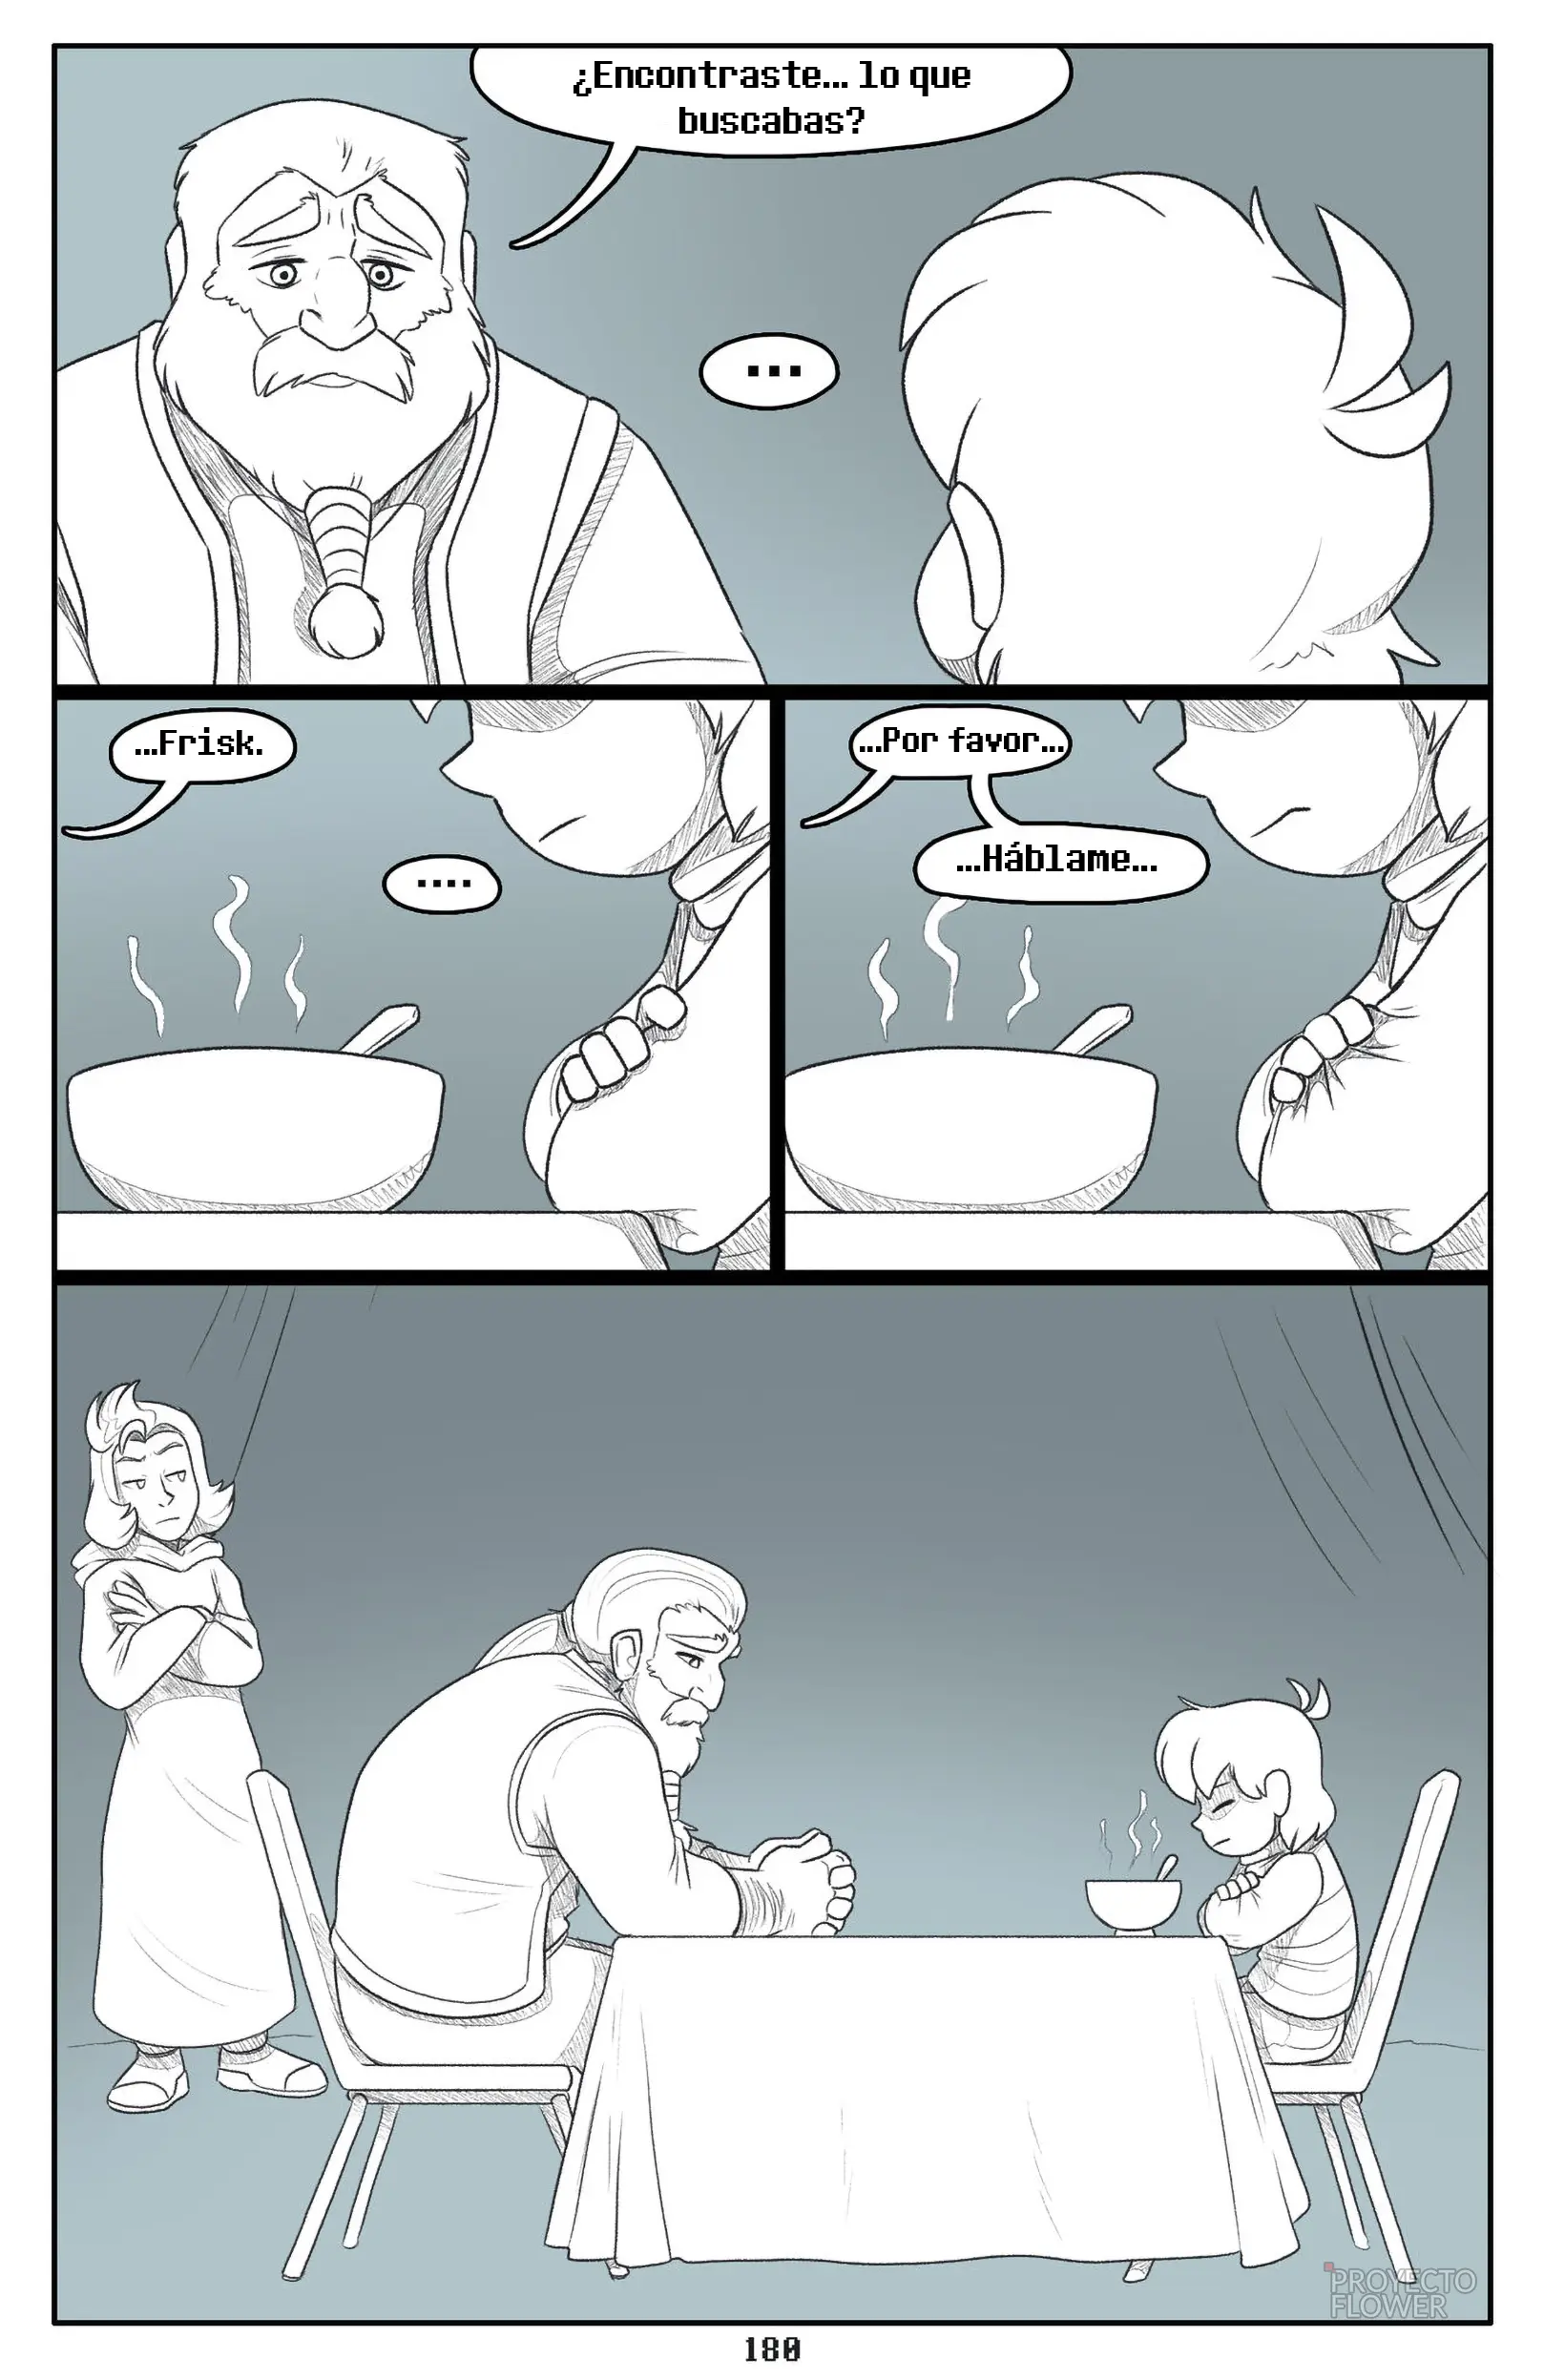 ¿Encontraste... lo que
buscabas?
...
...Frisk.
....
...Por favor...
...Háblame...
PROYECTO
FLOWER
180